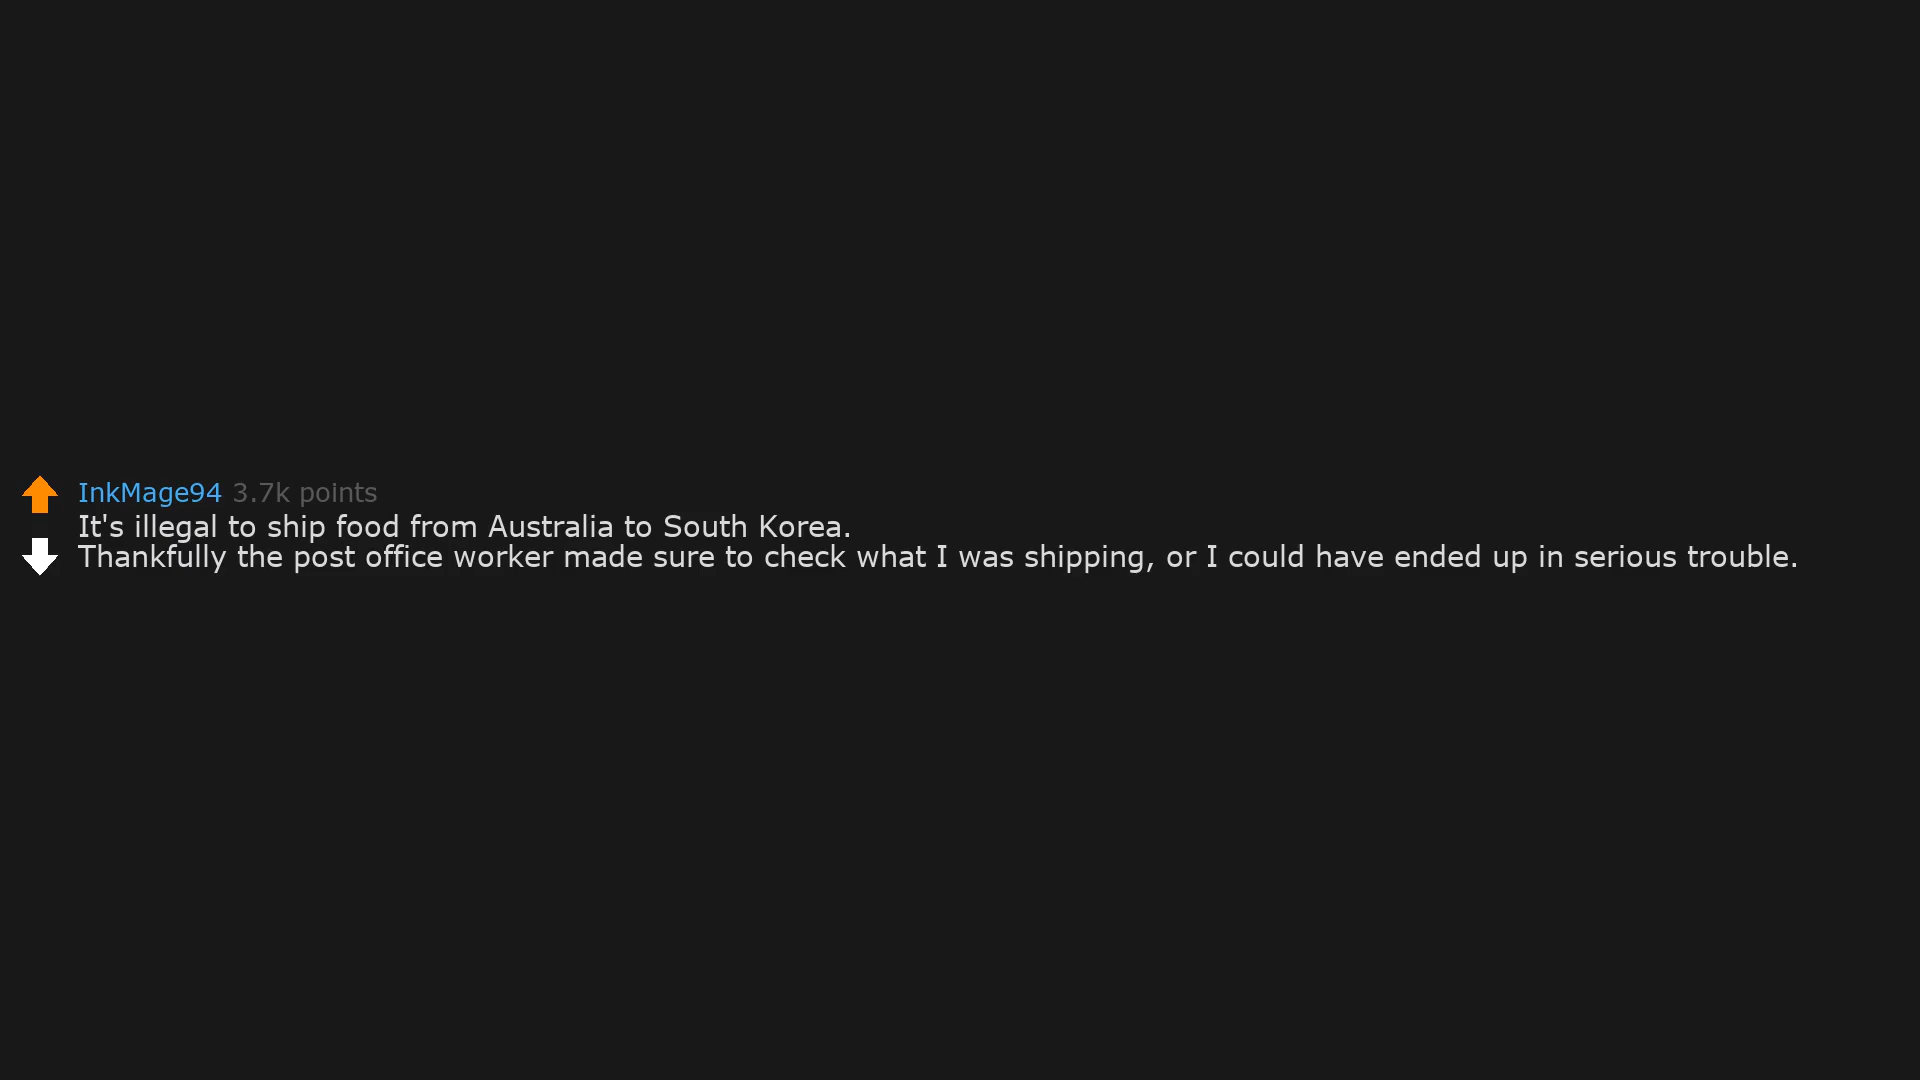 InkMage94 3.7k points
It's illegal to ship food from Australia to South Korea.
Thankfully the post office worker made sure to check what I was shipping, or I could have ended up in serious trouble.